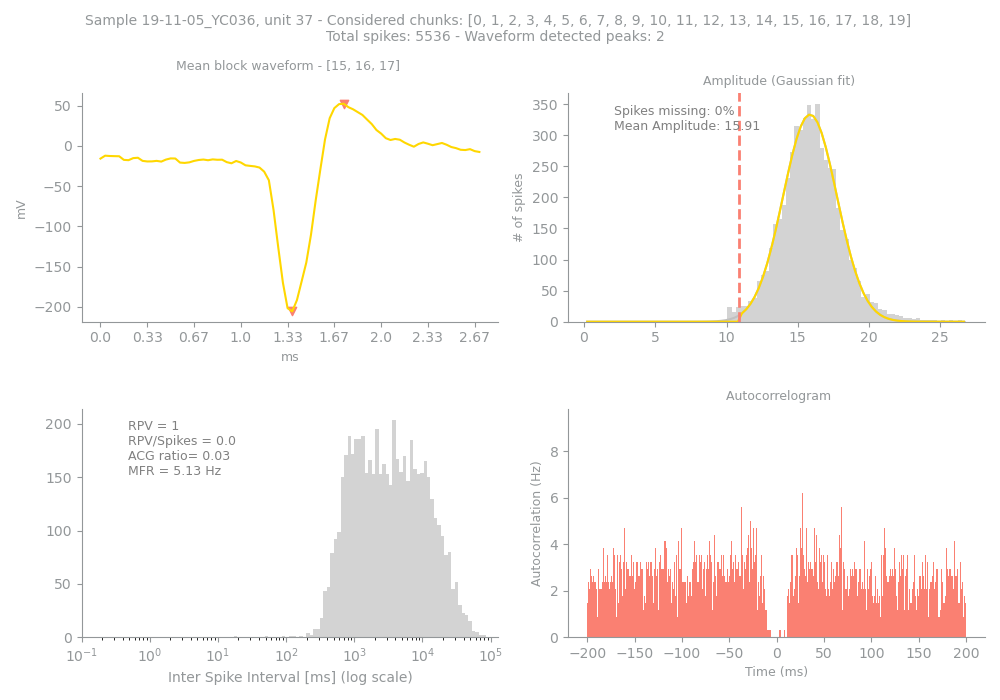 Sample 19-11-05_YC036, unit 37 - Considered chunks: [0, 1, 2, 3, 4, 5, 6, 7, 8, 9, 10, 11, 12, 13, 14, 15, 16, 17, 18, 19]
Total spikes: 5536 - Waveform detected peaks: 2
Mean block waveform - [15, 16, 17]
50
0
−50
−100
−150
−200
mV
0.0 0.33 0.67 1.0 1.33 1.67 2.0 2.33 2.67
ms
Amplitude (Gaussian fit)
Spikes missing: 0%
Mean Amplitude: 15.91
350
300
250
200
150
100
50
0
# of spikes
0 5 10 15 20 25
RPV = 1
RPV/Spikes = 0.0
ACG ratio= 0.03
MFR = 5.13 Hz
200
150
100
50
0
10⁻¹ 10⁰ 10¹ 10² 10³ 10⁴ 10⁵
Inter Spike Interval [ms] (log scale)
Autocorrelogram
8
6
4
2
0
Autocorrelation (Hz)
−200 −150 −100 −50 0 50 100 150 200
Time (ms)